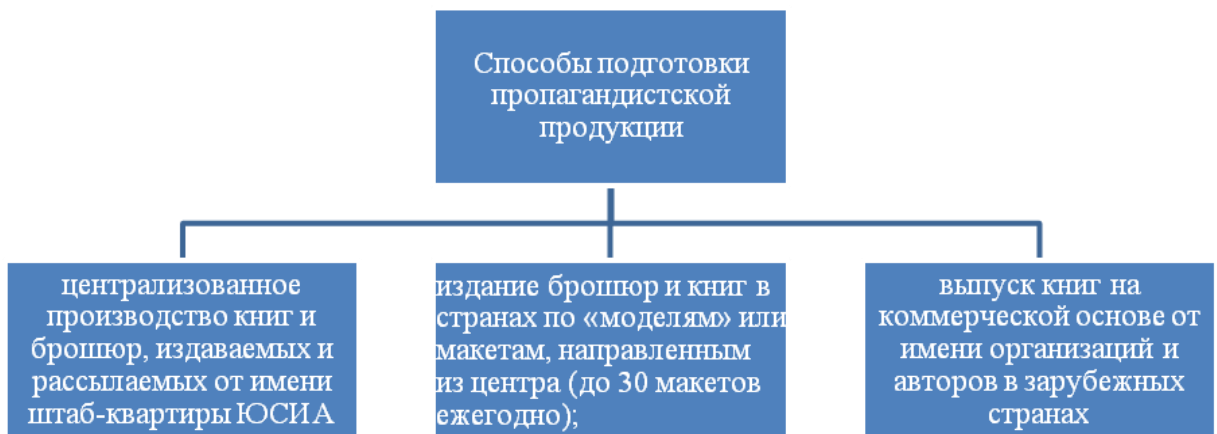 Способы подготовки
пропагандистской
продукции
централизованное
производство книг и
брошюр, издаваемых и
рассылаемых от имени
штаб-квартиры ЮСИА
издание брошюр и книг в
странах по «моделям» или
макетам, направленным
из центра (до 30 макетов
ежегодно);
выпуск книг на
коммерческой основе от
имени организаций и
авторов в зарубежных
странах